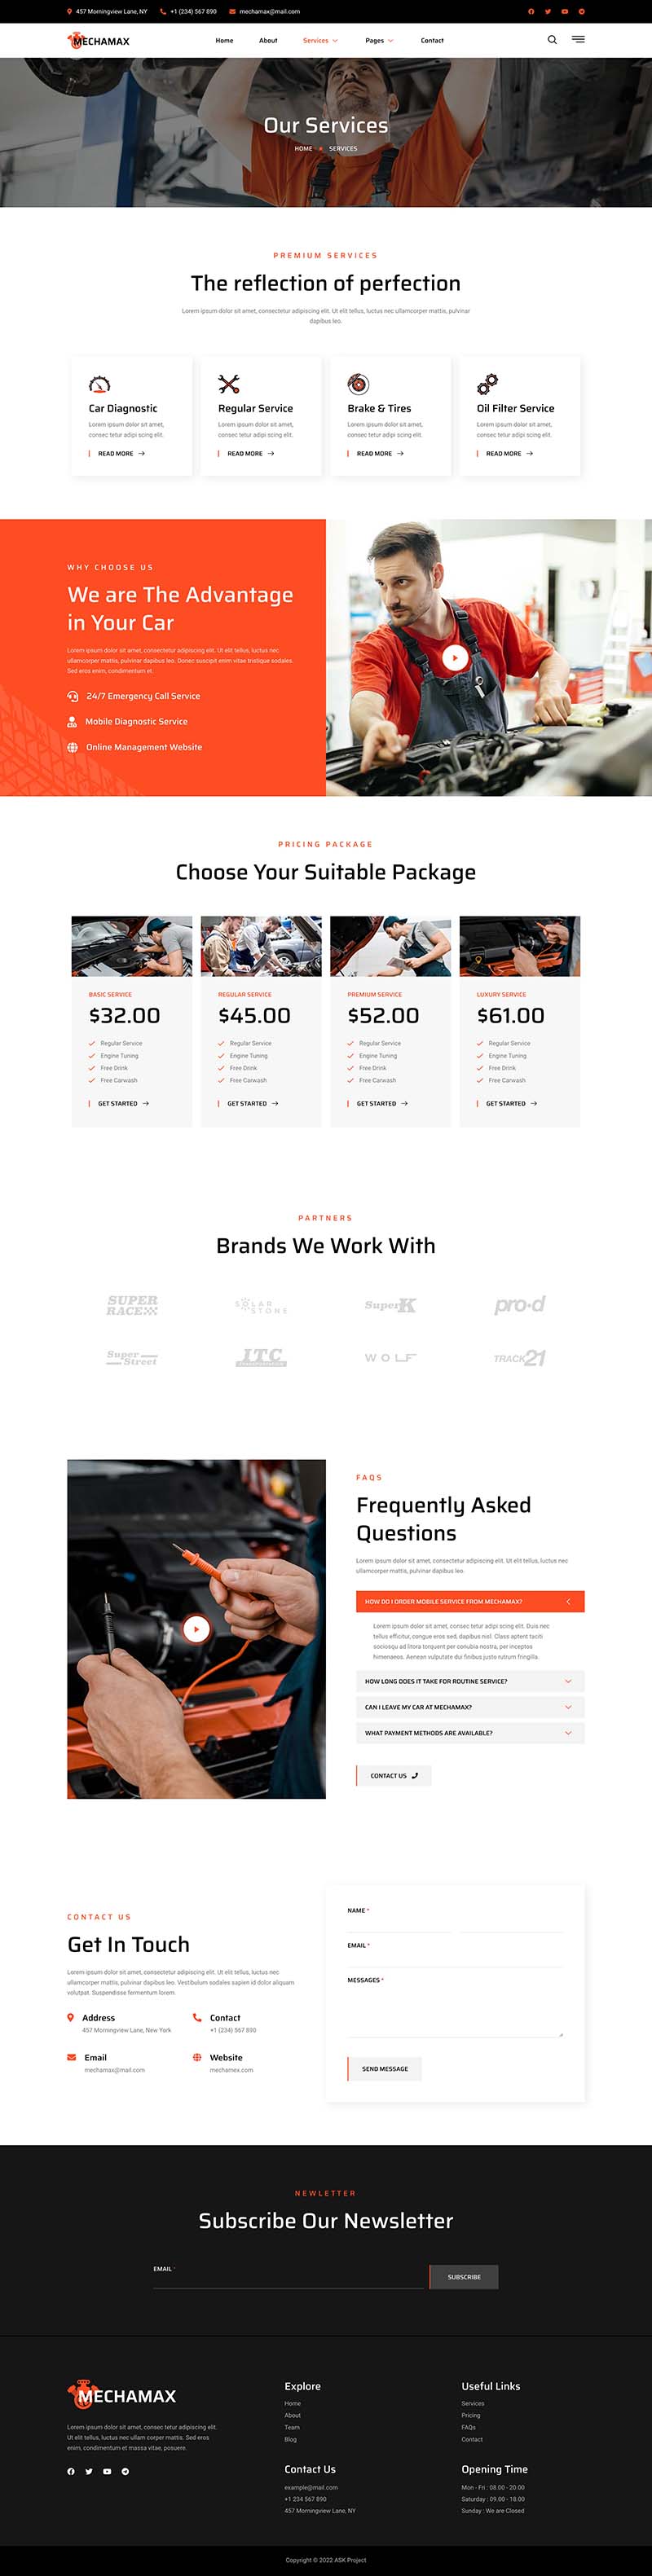 457 Morningview Lane, NY +1 (234) 567 890 mechamax@mail.com
MECHAMAX Home About Services Pages Contact
Our Services
HOME SERVICES
PREMIUM SERVICES
The reflection of perfection
Lorem ipsum dolor sit amet, consectetur adipiscing elit. Ut elit tellus, luctus nec ullamcorper mattis, pulvinar
dapibus leo.
Car Diagnostic
Lorem ipsum dolor sit amet,
consec tetur adipi scing elit.
READ MORE
Regular Service
Lorem ipsum dolor sit amet,
consec tetur adipi scing elit.
READ MORE
Brake & Tires
Lorem ipsum dolor sit amet,
consec tetur adipi scing elit.
READ MORE
Oil Filter Service
Lorem ipsum dolor sit amet,
consec tetur adipi scing elit.
READ MORE
WHY CHOOSE US
We are The Advantage
in Your Car
Lorem ipsum dolor sit amet, consectetur adipiscing elit. Ut elit tellus, luctus nec
ullamcorper mattis, pulvinar dapibus leo. Donec suscipit enim vitae tristique sodales.
Sed eros enim, condimentum et.
24/7 Emergency Call Service
Mobile Diagnostic Service
Online Management Website
PRICING PACKAGE
Choose Your Suitable Package
BASIC SERVICE
$32.00
Regular Service
Engine Tuning
Free Drink
Free Carwash
GET STARTED
REGULAR SERVICE
$45.00
Regular Service
Engine Tuning
Free Drink
Free Carwash
GET STARTED
PREMIUM SERVICE
$52.00
Regular Service
Engine Tuning
Free Drink
Free Carwash
GET STARTED
LUXURY SERVICE
$61.00
Regular Service
Engine Tuning
Free Drink
Free Carwash
GET STARTED
PARTNERS
Brands We Work With
SUPER
RACE
SOLAR
STORE
Super K
pro·d
Super
Street
ITC
WOLF
TRACK 21
FAQS
Frequently Asked
Questions
Lorem ipsum dolor sit amet, consectetur adipiscing elit. Ut elit tellus, luctus nec
ullamcorper mattis, pulvinar dapibus leo.
HOW DO I ORDER MOBILE SERVICE FROM MECHAMAX?
Lorem ipsum dolor sit amet, consec tetur adipi scing elit. Duis nec
tellus efficitur, congue eros sed, dapibus nisl. Class aptent taciti
sociosqu ad litora torquent per conubia nostra, per inceptos
himenaeos. Aenean vulputate dui finibus justo rutrum fringilla.
HOW LONG DOES IT TAKE FOR ROUTINE SERVICE?
CAN I LEAVE MY CAR AT MECHAMAX?
WHAT PAYMENT METHODS ARE AVAILABLE?
CONTACT US
CONTACT US
Get In Touch
Lorem ipsum dolor sit amet, consectetur adipiscing elit. Ut elit tellus, luctus nec
ullamcorper mattis, pulvinar dapibus leo. Vestibulum sodales sapien id dolor aliquam
volutpat. Suspendisse fermentum lorem.
Address
457 Morningview Lane, New York
Contact
+1 (234) 567 890
Email
mechamax@mail.com
Website
mechamex.com
NAME *
EMAIL *
MESSAGES *
SEND MESSAGE
NEWLETTER
Subscribe Our Newsletter
EMAIL *
SUBSCRIBE
MECHAMAX
Lorem ipsum dolor sit amet, consec tetur adipiscing elit.
Ut elit tellus, luctus nec ullam corper mattis. Sed eros
enim, condimentum et massa vitae, posuere.
Explore
Home
About
Team
Blog
Useful Links
Services
Pricing
FAQs
Contact
Contact Us
example@mail.com
+1 234 567 890
457 Morningview Lane, NY
Opening Time
Mon - Fri : 08.00 - 20.00
Saturday : 09.00 - 18.00
Sunday : We are Closed
Copyright © 2022 ASK Project